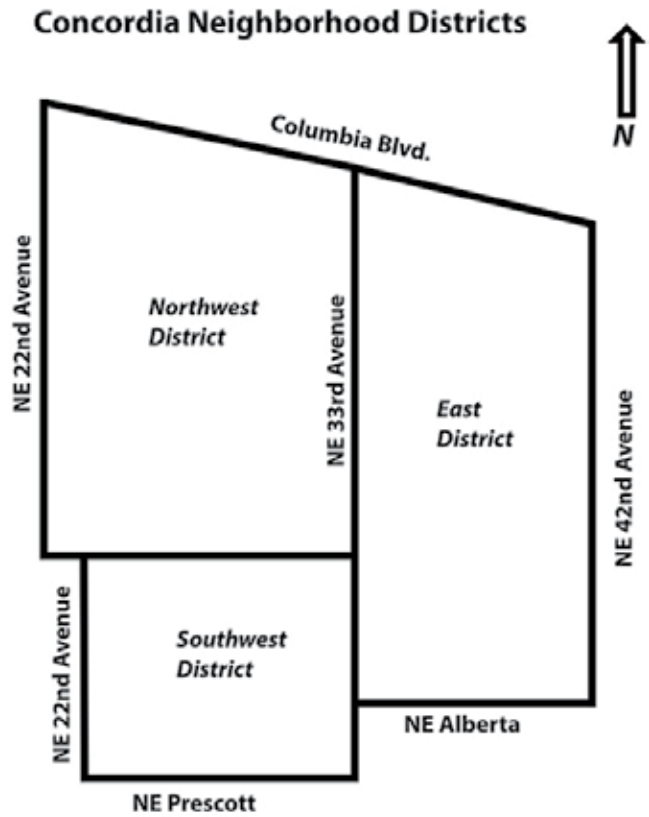 Concordia Neighborhood Districts
N
Columbia Blvd.
NE 22nd Avenue
Northwest
District
NE 33rd Avenue
East
District
NE 42nd Avenue
NE 22nd Avenue
Southwest
District
NE Alberta
NE Prescott